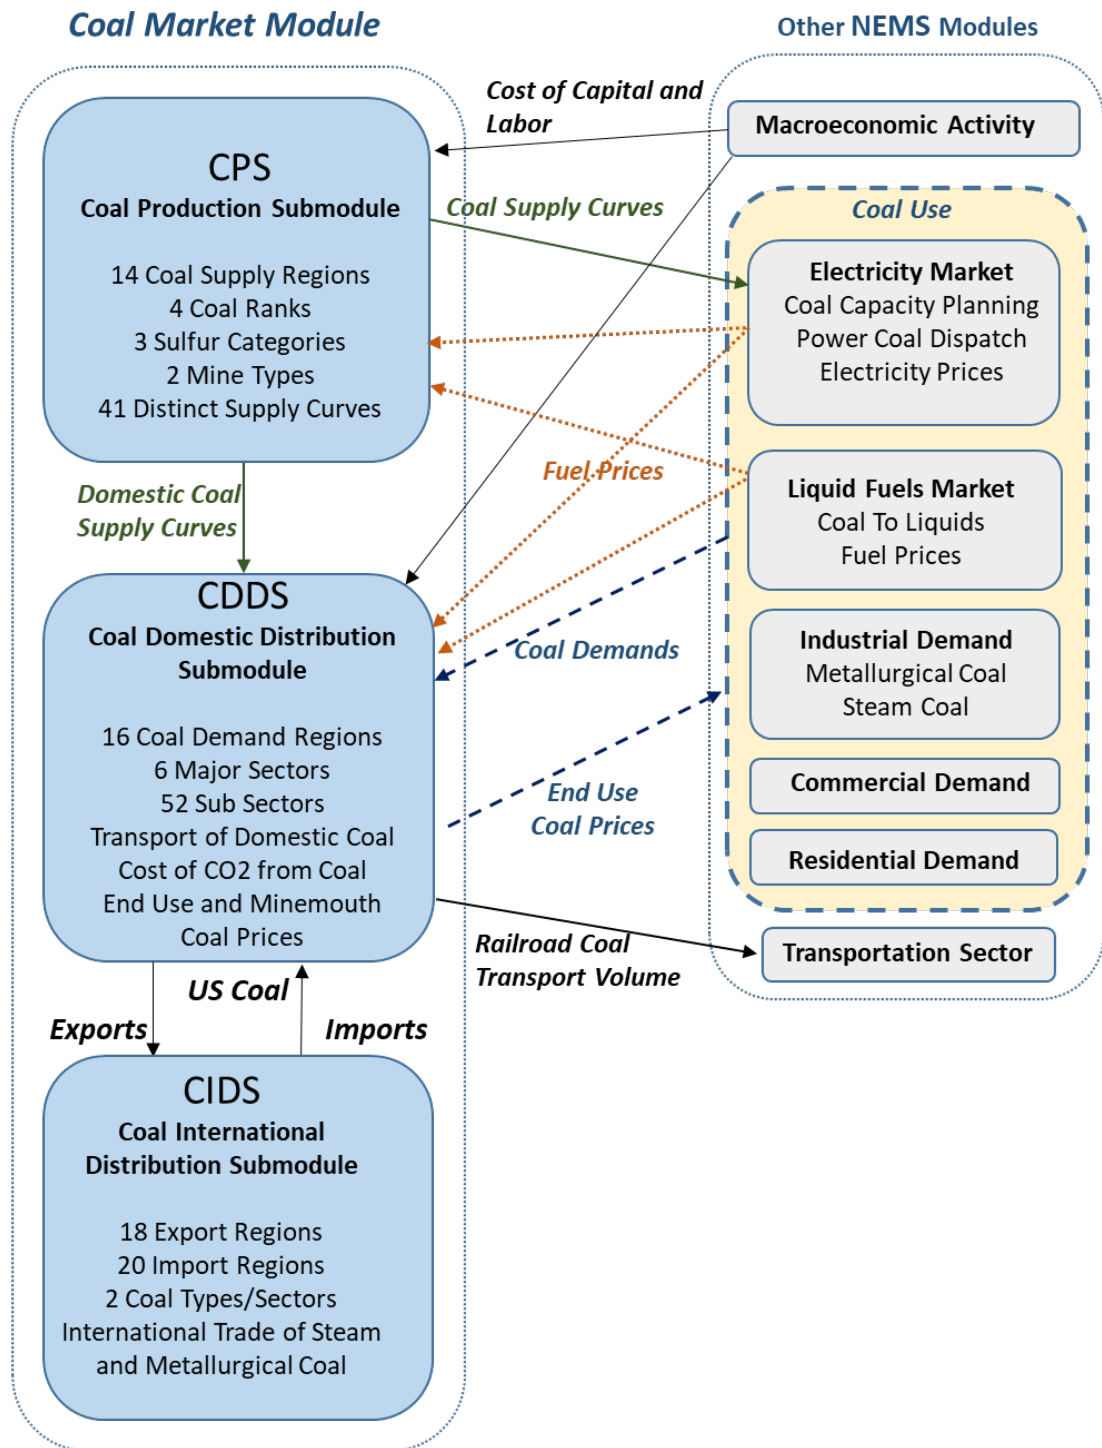 Coal Market Module
Other NEMS Modules
CPS
Coal Production Submodule
14 Coal Supply Regions
4 Coal Ranks
3 Sulfur Categories
2 Mine Types
41 Distinct Supply Curves
Cost of Capital and
Labor
Macroeconomic Activity
Coal Supply Curves
Coal Use
Electricity Market
Coal Capacity Planning
Power Coal Dispatch
Electricity Prices
Fuel Prices
Liquid Fuels Market
Coal To Liquids
Fuel Prices
Domestic Coal
Supply Curves
CDDS
Coal Domestic Distribution
Submodule
16 Coal Demand Regions
6 Major Sectors
52 Sub Sectors
Transport of Domestic Coal
Cost of CO2 from Coal
End Use and Minemouth
Coal Prices
Coal Demands
Industrial Demand
Metallurgical Coal
Steam Coal
End Use
Coal Prices
Commercial Demand
Residential Demand
Railroad Coal
Transport Volume
Transportation Sector
US Coal
Exports
Imports
CIDS
Coal International
Distribution Submodule
18 Export Regions
20 Import Regions
2 Coal Types/Sectors
International Trade of Steam
and Metallurgical Coal